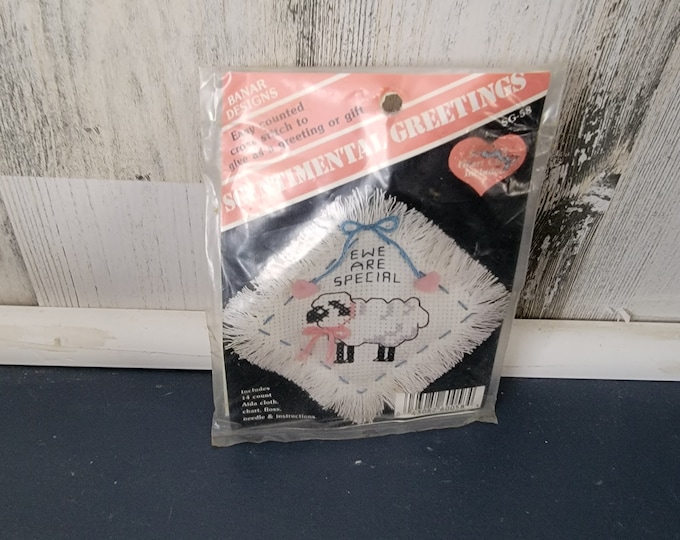 BANAR
DESIGNS
Easy counted
cross stitch to
give as a greeting or gift
SENTIMENTAL GREETINGS
SG-58
EWE
ARE
SPECIAL
Includes
14 count
Aida cloth,
chart, floss,
needle & instructions